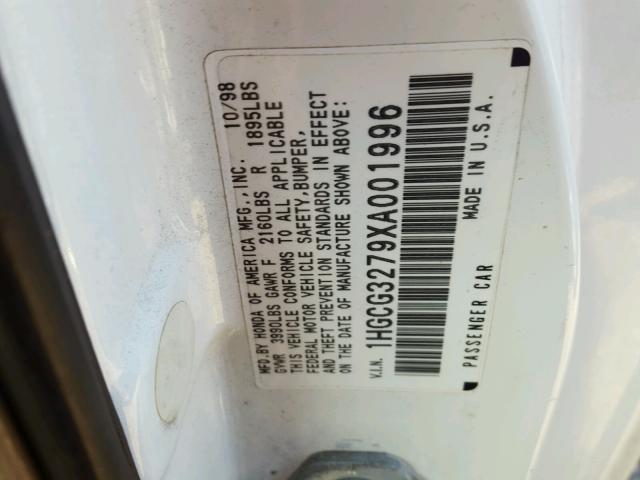 MFD.BY HONDA OF AMERICA MFG.,INC. 10/98
GVWR 3990LBS GAWR F 2160LBS R 1895LBS
THIS VEHICLE CONFORMS TO ALL APPLICABLE
FEDERAL MOTOR VEHICLE SAFETY,BUMPER,
AND THEFT PREVENTION STANDARDS IN EFFECT
ON THE DATE OF MANUFACTURE SHOWN ABOVE:
V.I.N. 1HGCG3279XA001996
PASSENGER CAR MADE IN U.S.A.